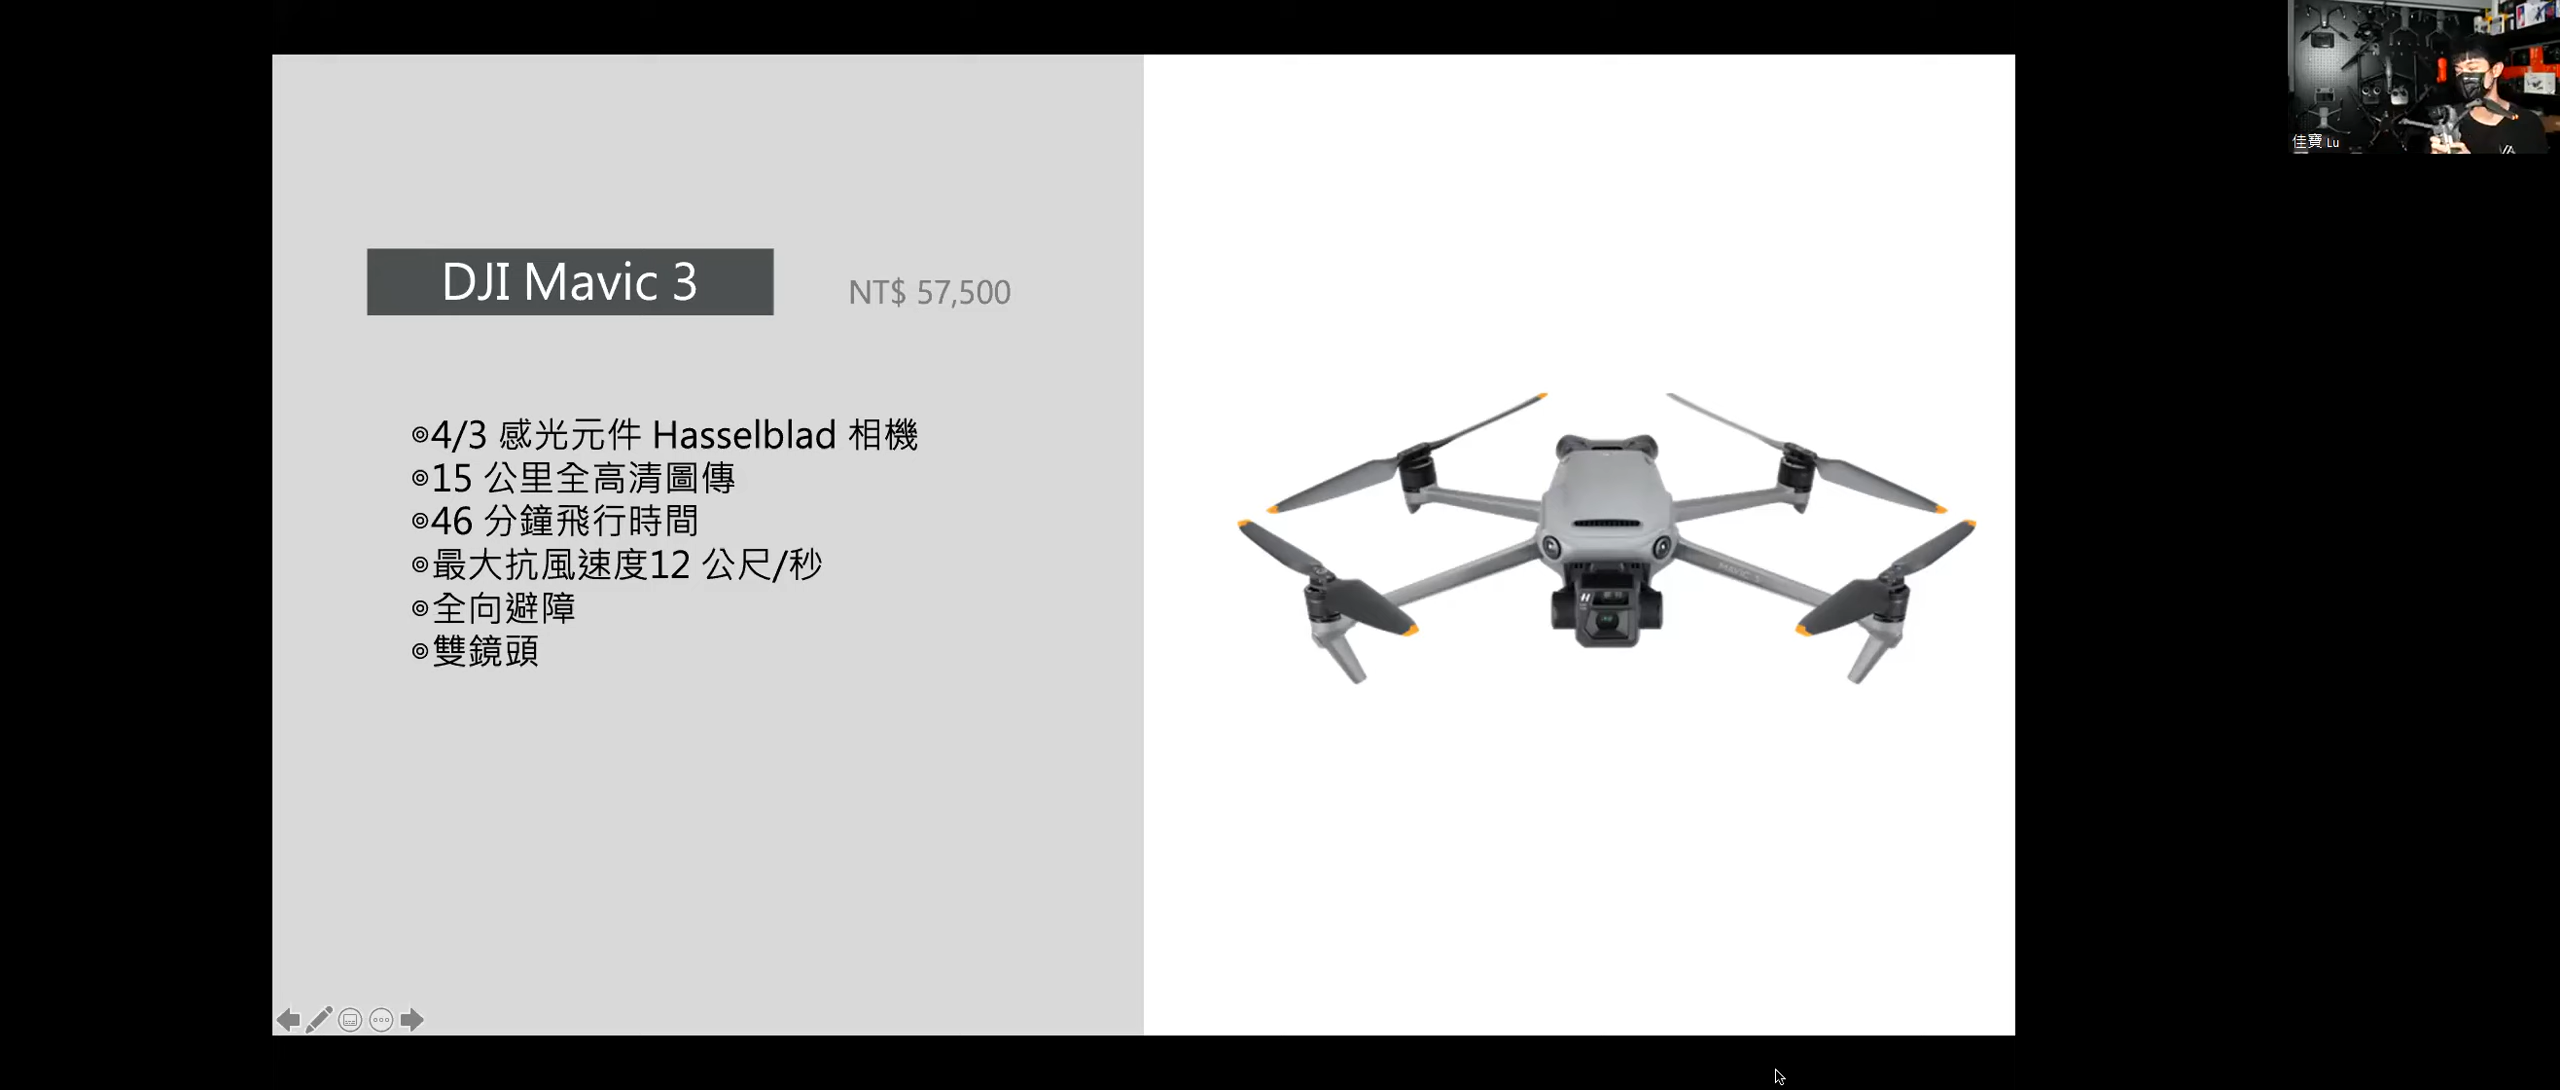 DJI Mavic 3
NT$ 57,500
◎4/3 感光元件 Hasselblad 相機
◎15 公里全高清圖傳
◎46 分鐘飛行時間
◎最大抗風速度12 公尺/秒
◎全向避障
◎雙鏡頭
MAVIC 3
佳寶 Lu